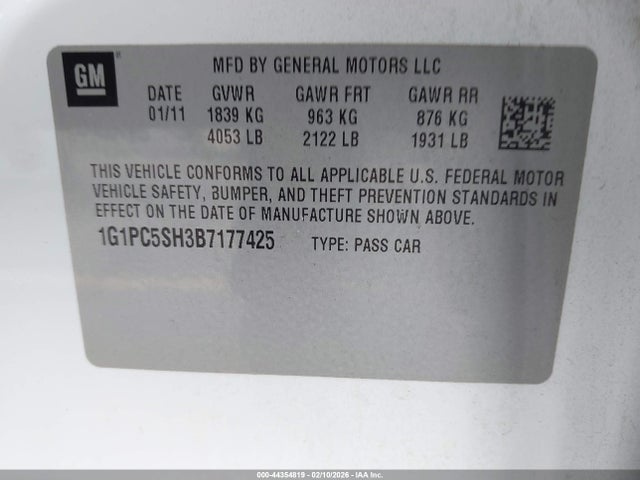 GM
MFD BY GENERAL MOTORS LLC
DATE GVWR GAWR FRT GAWR RR
01/11 1839 KG 963 KG 876 KG
4053 LB 2122 LB 1931 LB
THIS VEHICLE CONFORMS TO ALL APPLICABLE U.S. FEDERAL MOTOR
VEHICLE SAFETY, BUMPER, AND THEFT PREVENTION STANDARDS IN
EFFECT ON THE DATE OF MANUFACTURE SHOWN ABOVE.
1G1PC5SH3B7177425 TYPE: PASS CAR
000-44354819 - 02/10/2026 - IAA Inc.